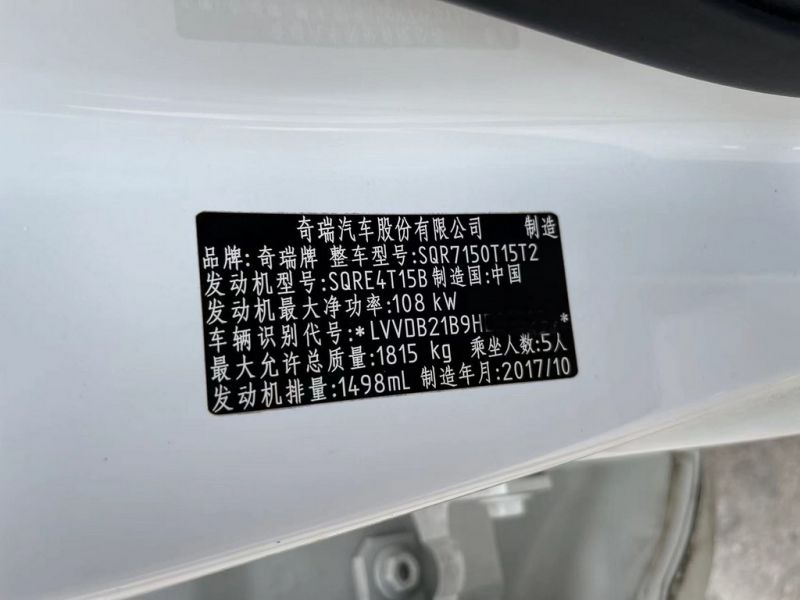 奇瑞汽车股份有限公司 制造
品牌:奇瑞牌 整车型号:SQR7150T15T2
发动机型号:SQRE4T15B 制造国:中国
发动机最大净功率:108 kW
车辆识别代号:*LVVDB21B9H *
最大允许总质量:1815 kg 乘坐人数:5人
发动机排量:1498mL 制造年月:2017/10